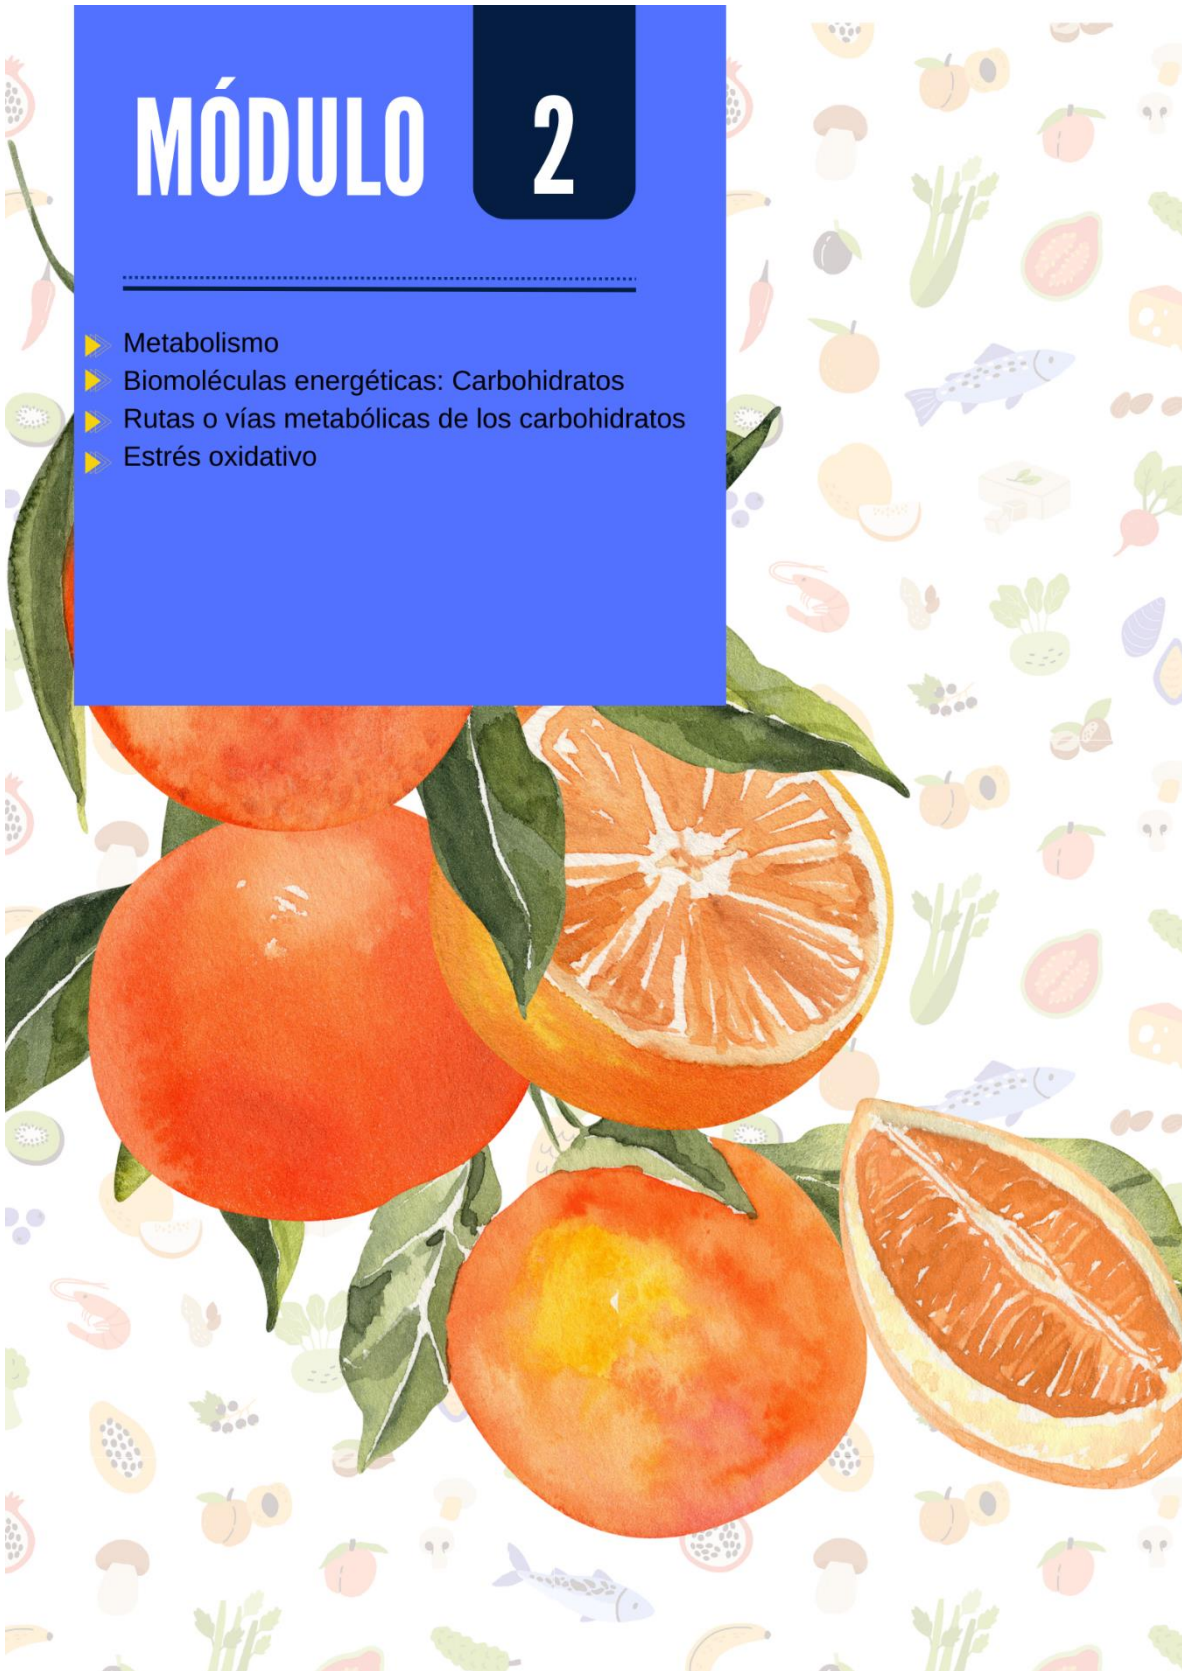 MÓDULO 2
Metabolismo
Biomoléculas energéticas: Carbohidratos
Rutas o vías metabólicas de los carbohidratos
Estrés oxidativo